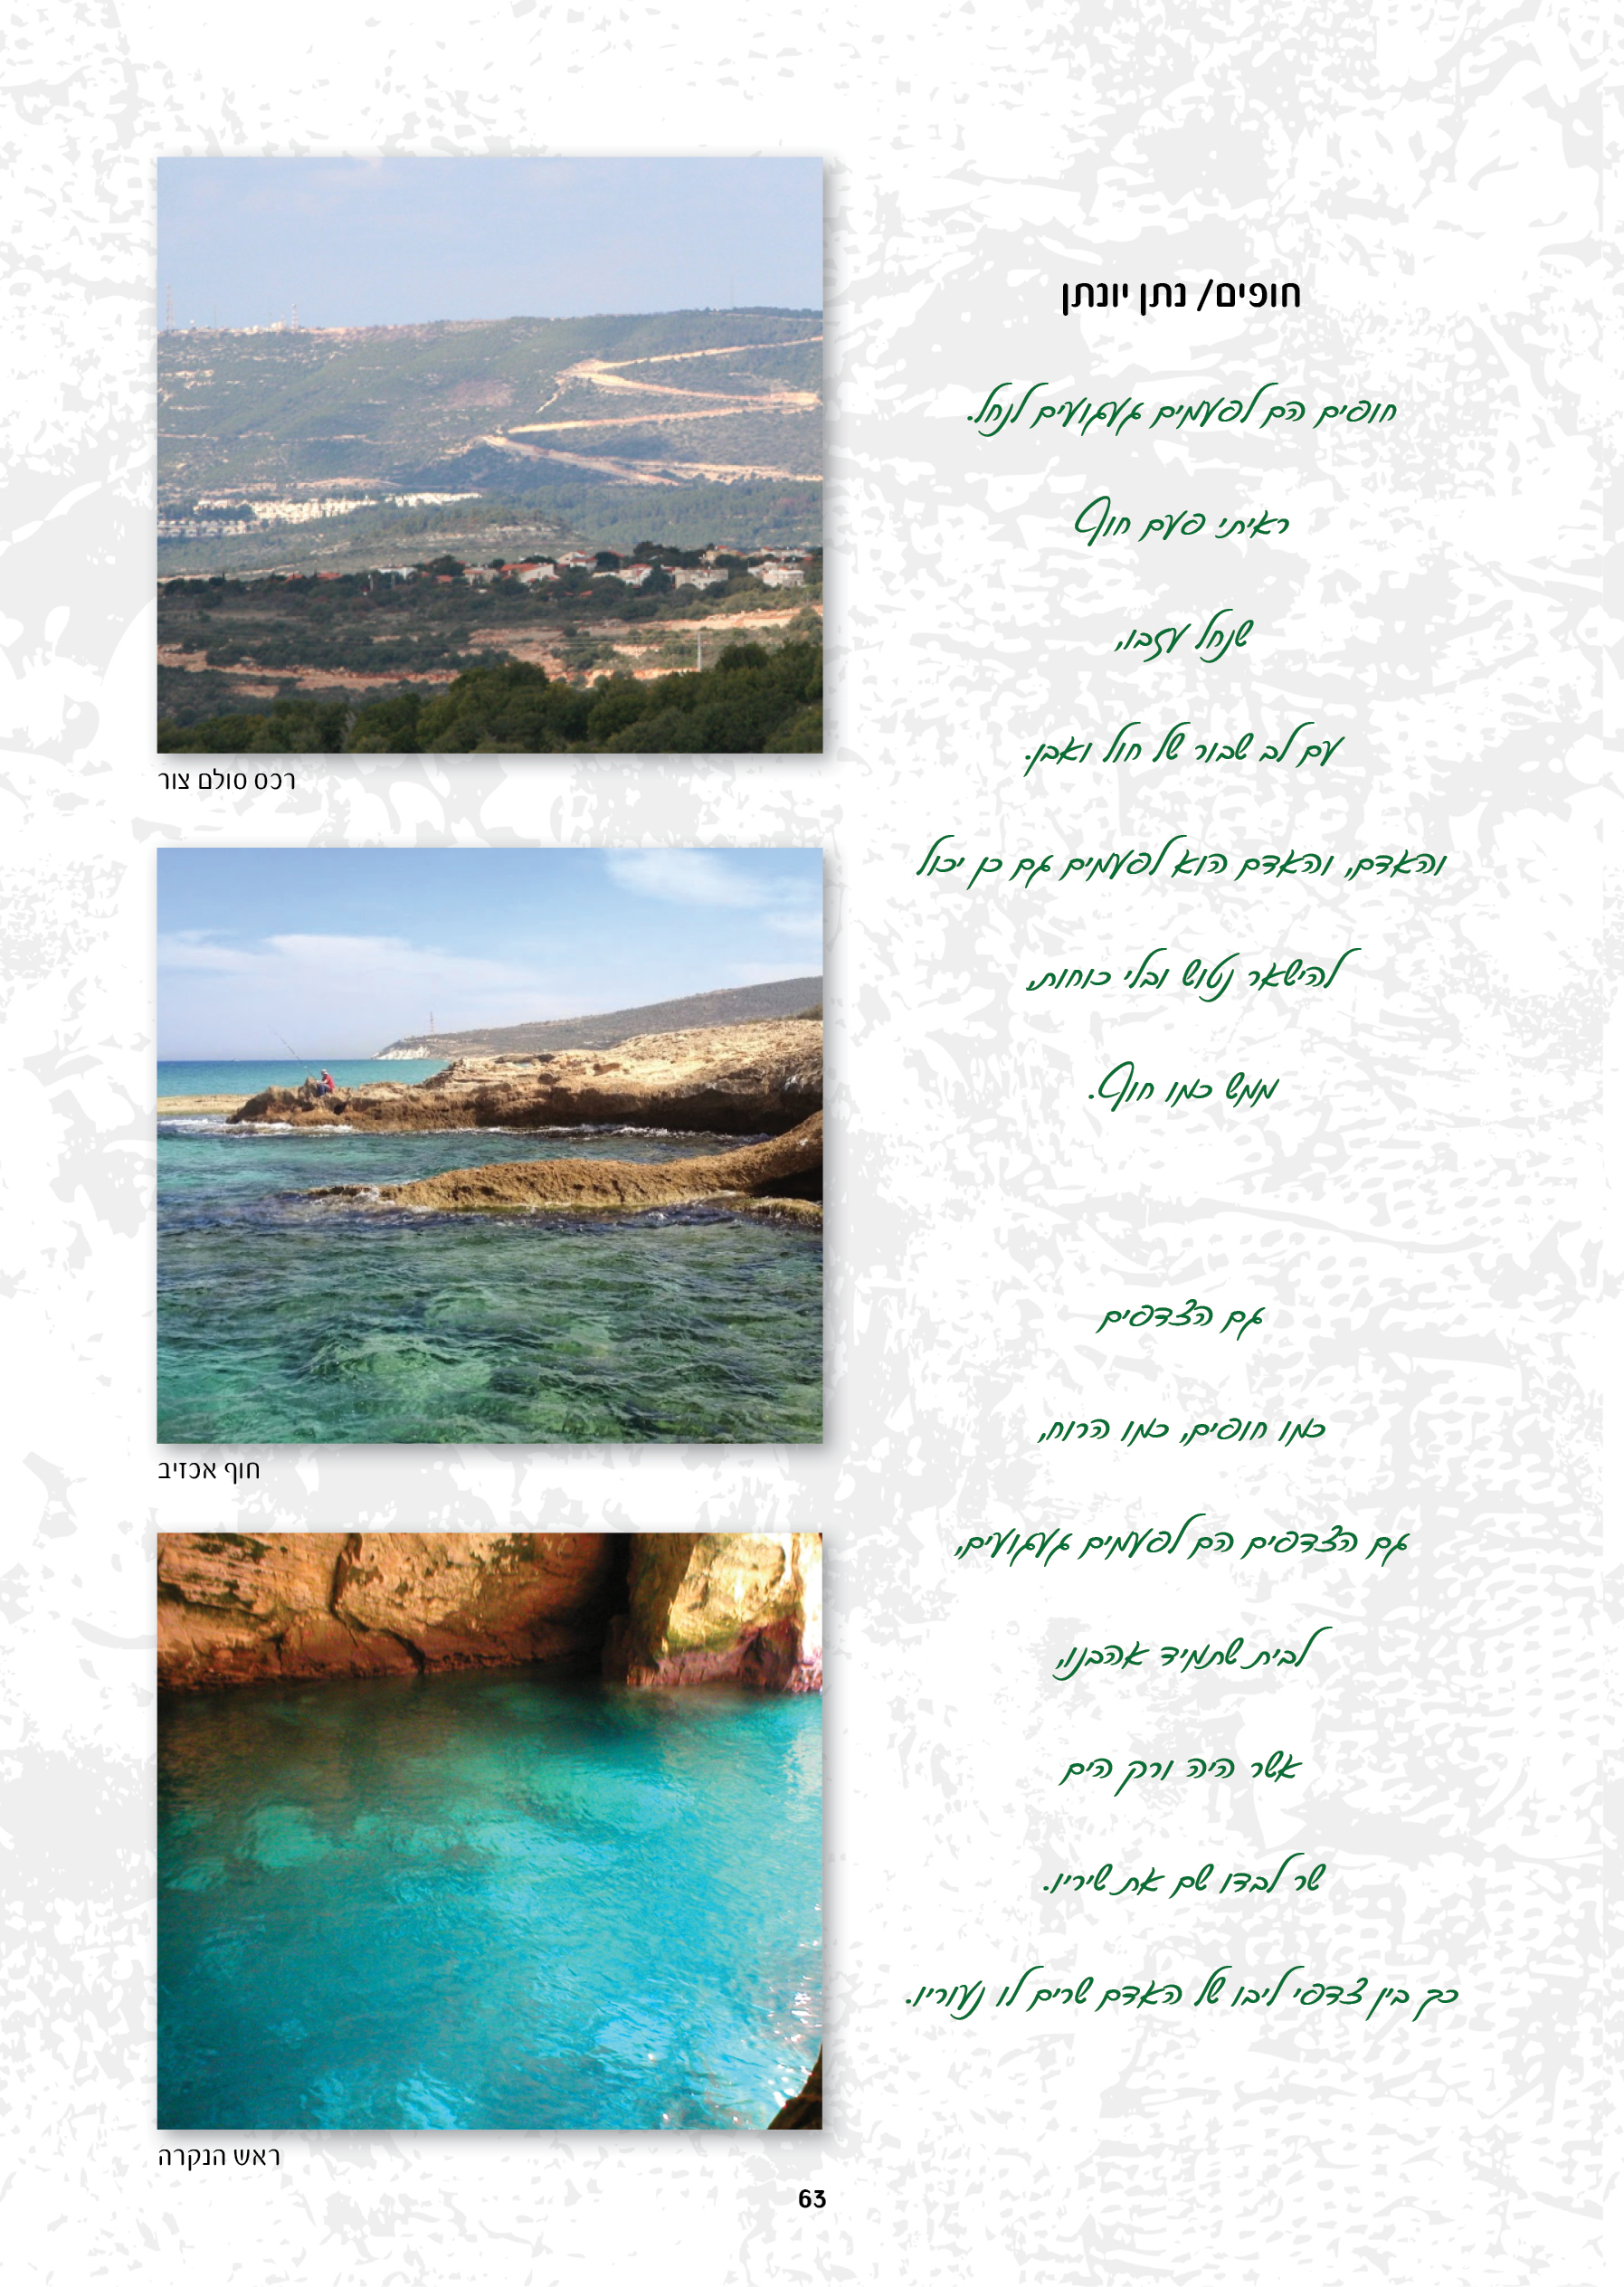 חופים/ נתן יונתן
חופים הם לפעמים געגועים לנחל.
ראיתי פעם חוף
שנחל עזבו,
עם לב שבור של חול ואבן.
והאדם, והאדם הוא לפעמים גם כן יכול
להישאר נטוש ובלי כוחות,
ממש כמו חוף.
גם הצדפים
כמו חופים, כמו הרוח,
גם הצדפים הם לפעמים געגועים,
לבית שתמיד אהבנו,
אשר היה ורק הים
שר לבדו שם את שיריו.
כך בין צדפי ליבו של האדם שרים לו נעוריו.
רכס סולם צור
חוף אכזיב
ראש הנקרה
63